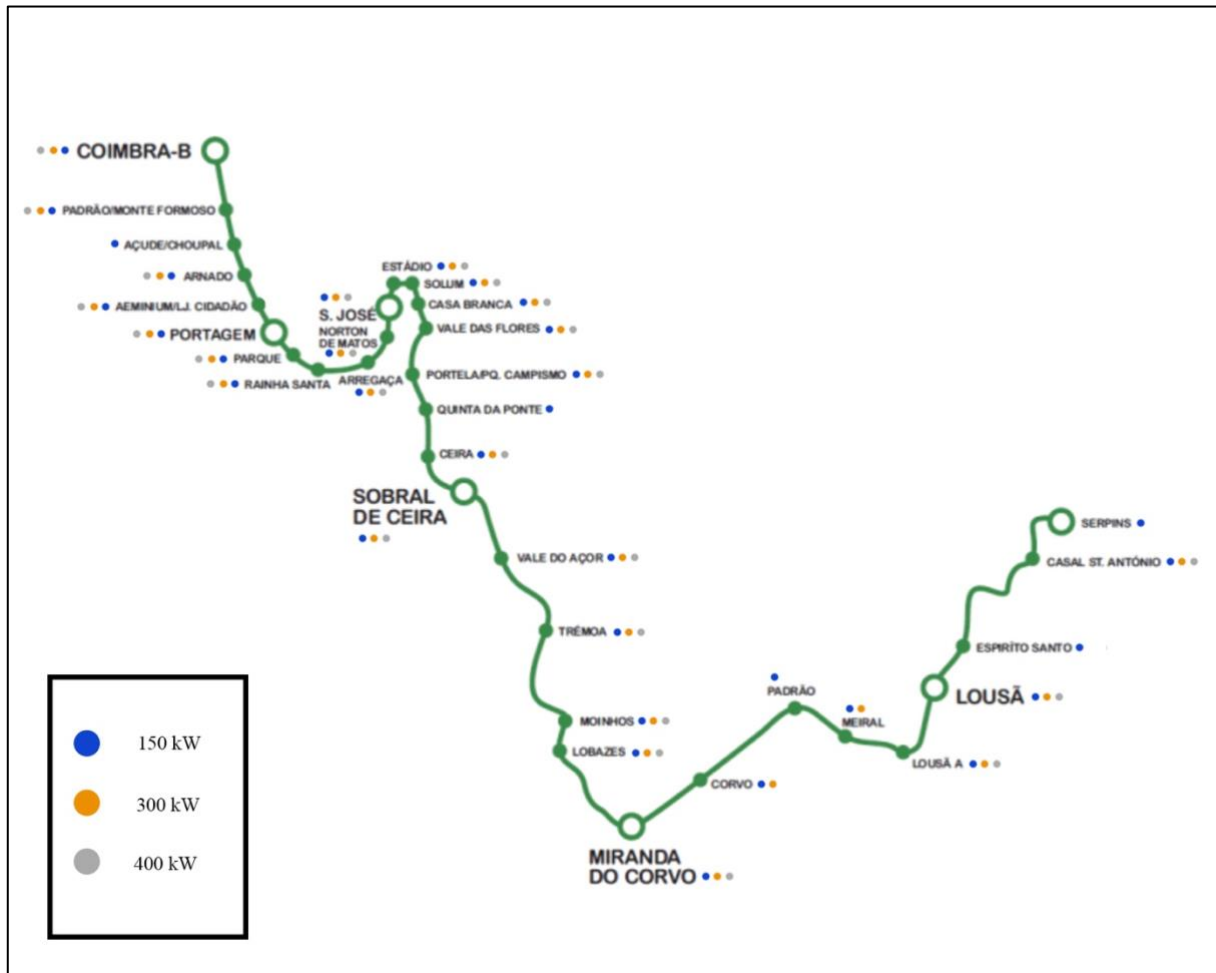 COIMBRA-B
PADRÃO/MONTE FORMOSO
AÇUDE/CHOUPAL
ARNADO
AEMINIUM/LJ. CIDADÃO
PORTAGEM
PARQUE
RAINHA SANTA
ARREGAÇA
NORTON
DE MATOS
S. JOSÉ
ESTÁDIO
SOLUM
CASA BRANCA
VALE DAS FLORES
PORTELA/PQ. CAMPISMO
QUINTA DA PONTE
CEIRA
SOBRAL
DE CEIRA
VALE DO AÇOR
TRÉMOA
MOINHOS
LOBAZES
MIRANDA
DO CORVO
CORVO
PADRÃO
MEIRAL
LOUSÃ A
LOUSÃ
ESPIRÍTO SANTO
CASAL ST. ANTÓNIO
SERPINS
150 kW
300 kW
400 kW